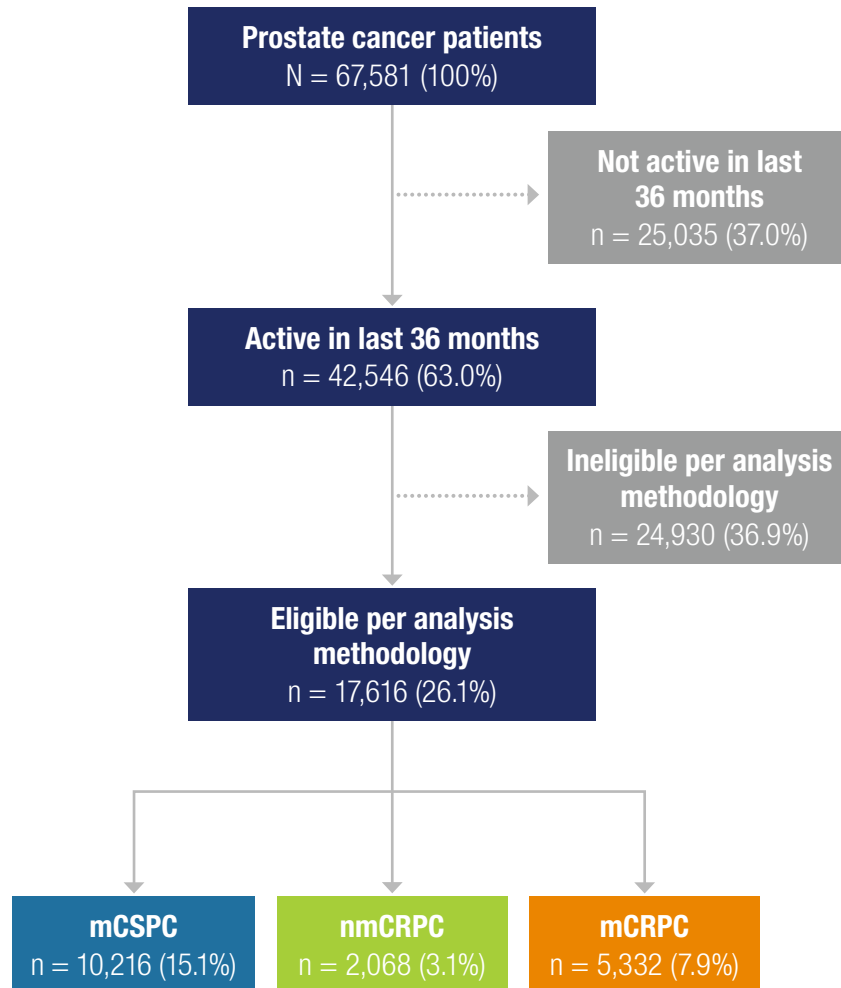 Prostate cancer patients
N = 67,581 (100%)
Not active in last
36 months
n = 25,035 (37.0%)
Active in last 36 months
n = 42,546 (63.0%)
Ineligible per analysis
methodology
n = 24,930 (36.9%)
Eligible per analysis
methodology
n = 17,616 (26.1%)
mCSPC
n = 10,216 (15.1%)
nmCRPC
n = 2,068 (3.1%)
mCRPC
n = 5,332 (7.9%)